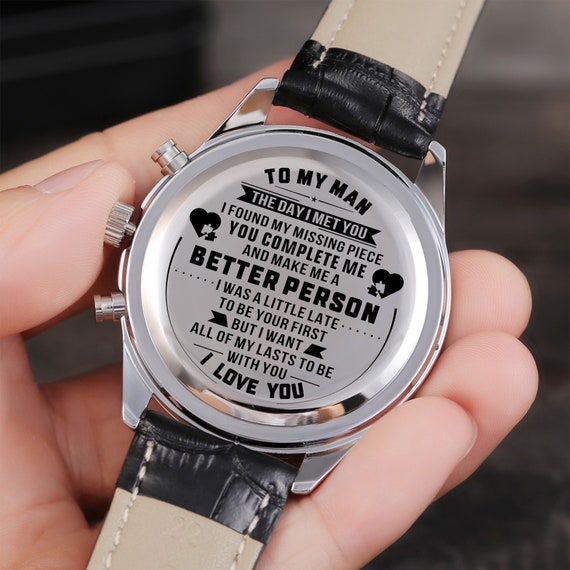 TO MY MAN
THE DAY I MET YOU
I FOUND MY MISSING PIECE
YOU COMPLETE ME
AND MAKE ME A
BETTER PERSON
I WAS A LITTLE LATE
TO BE YOUR FIRST
BUT I WANT
ALL OF MY LASTS TO BE
WITH YOU
I LOVE YOU